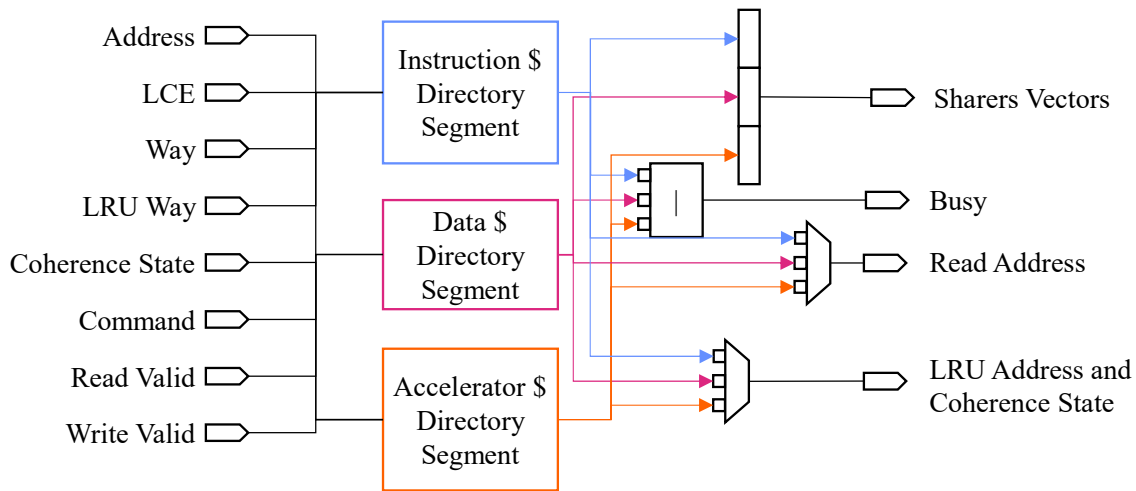 Address
LCE
Way
LRU Way
Coherence State
Command
Read Valid
Write Valid
Instruction $
Directory
Segment
Data $
Directory
Segment
Accelerator $
Directory
Segment
|
Sharers Vectors
Busy
Read Address
LRU Address and
Coherence State